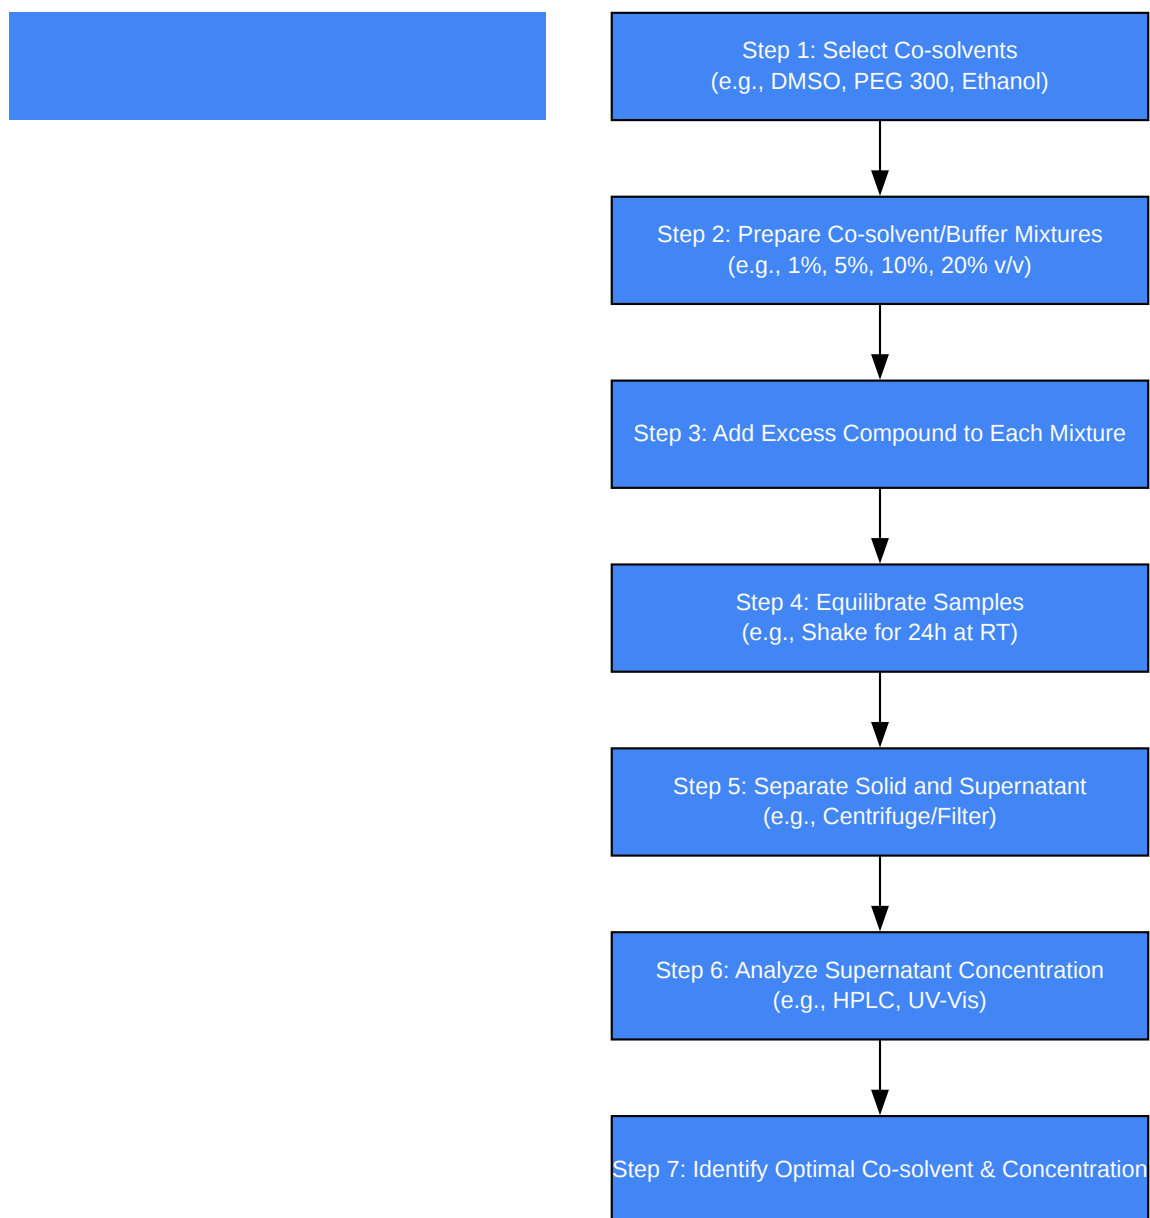 Step 1: Select Co-solvents
(e.g., DMSO, PEG 300, Ethanol)
Step 2: Prepare Co-solvent/Buffer Mixtures
(e.g., 1%, 5%, 10%, 20% v/v)
Step 3: Add Excess Compound to Each Mixture
Step 4: Equilibrate Samples
(e.g., Shake for 24h at RT)
Step 5: Separate Solid and Supernatant
(e.g., Centrifuge/Filter)
Step 6: Analyze Supernatant Concentration
(e.g., HPLC, UV-Vis)
Step 7: Identify Optimal Co-solvent & Concentration